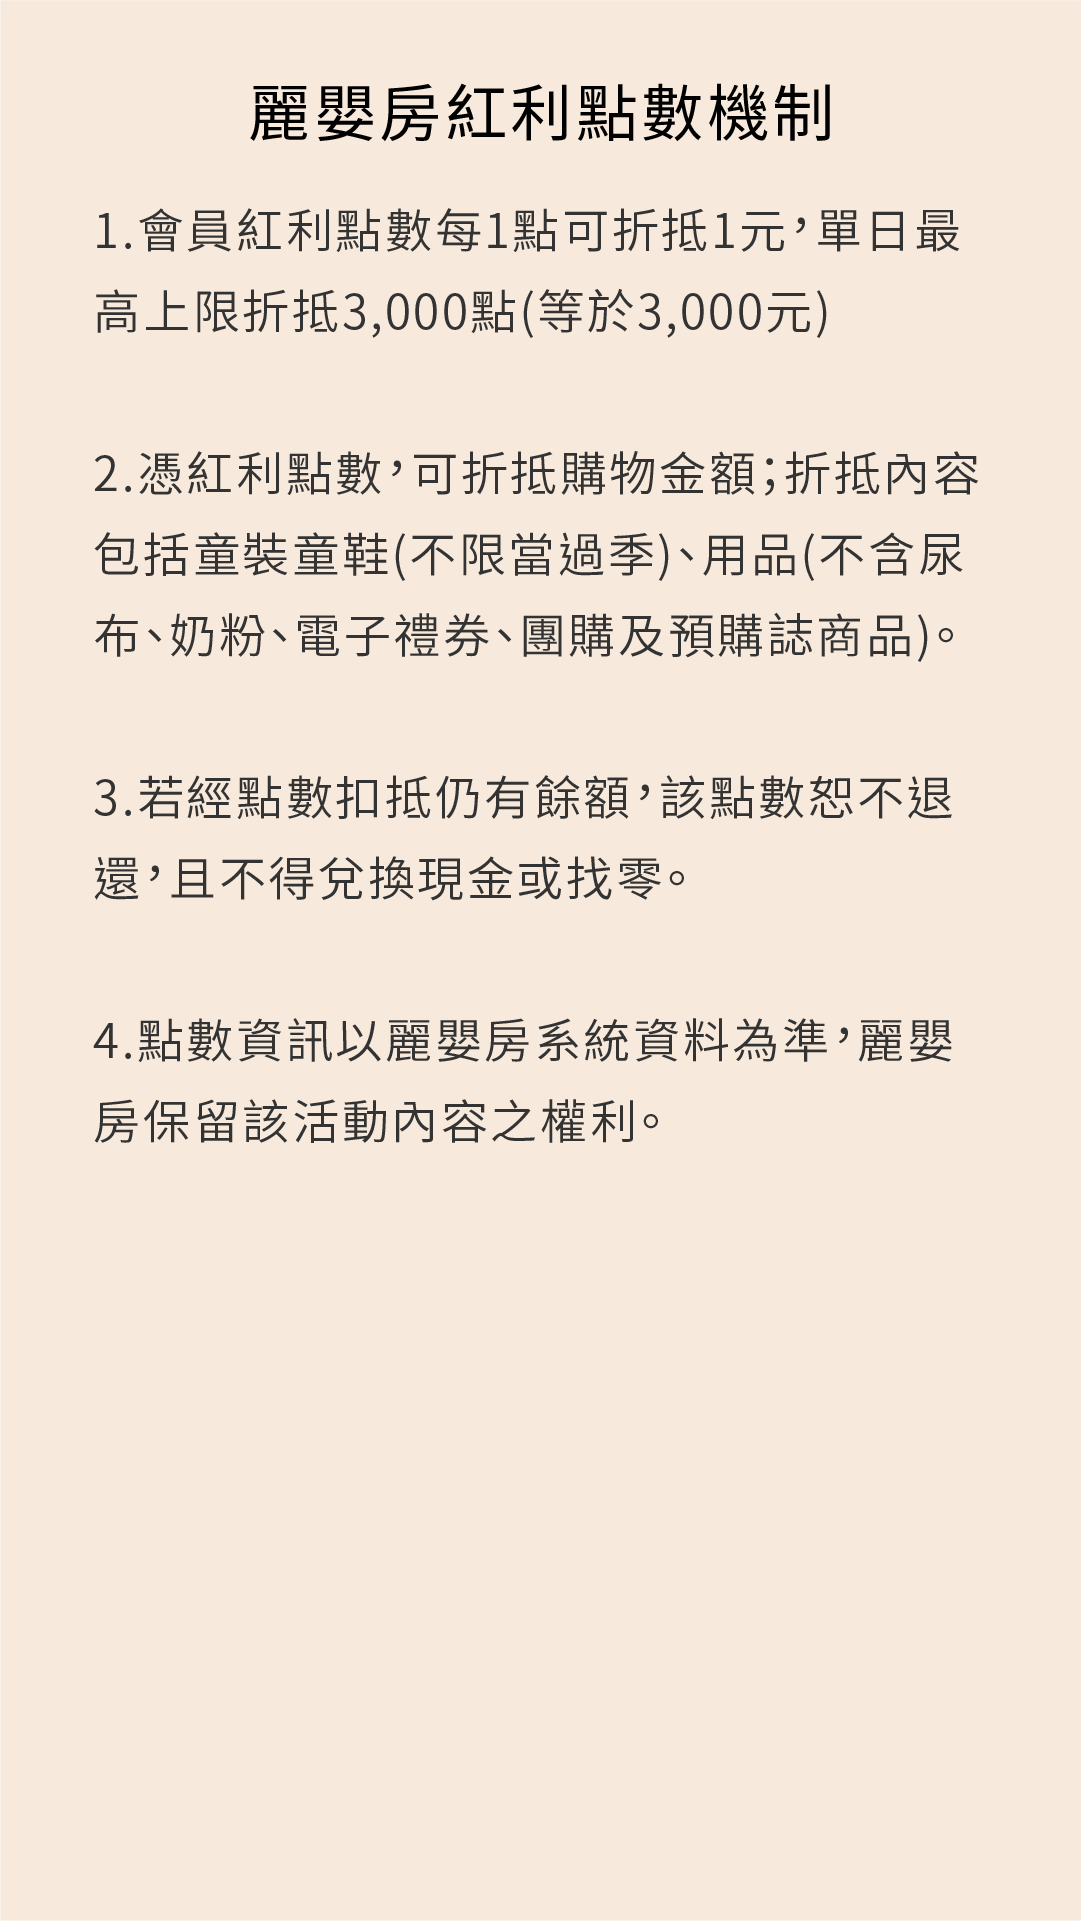 麗嬰房紅利點數機制
1.會員紅利點數每1點可折抵1元，單日最
高上限折抵3,000點(等於3,000元)
2.憑紅利點數，可折抵購物金額；折抵內容
包括童裝童鞋(不限當過季)、用品(不含尿
布、奶粉、電子禮券、團購及預購誌商品)。
3.若經點數扣抵仍有餘額，該點數恕不退
還，且不得兌換現金或找零。
4.點數資訊以麗嬰房系統資料為準，麗嬰
房保留該活動內容之權利。